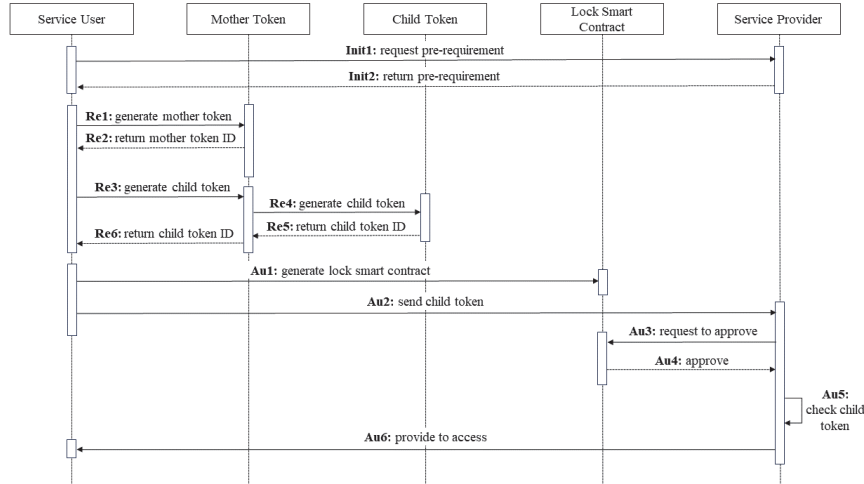 Service User
Mother Token
Child Token
Lock Smart
Contract
Service Provider
Init1: request pre-requirement
Init2: return pre-requirement
Re1: generate mother token
Re2: return mother token ID
Re3: generate child token
Re4: generate child token
Re5: return child token ID
Re6: return child token ID
Au1: generate lock smart contract
Au2: send child token
Au3: request to approve
Au4: approve
Au5:
check child
token
Au6: provide to access